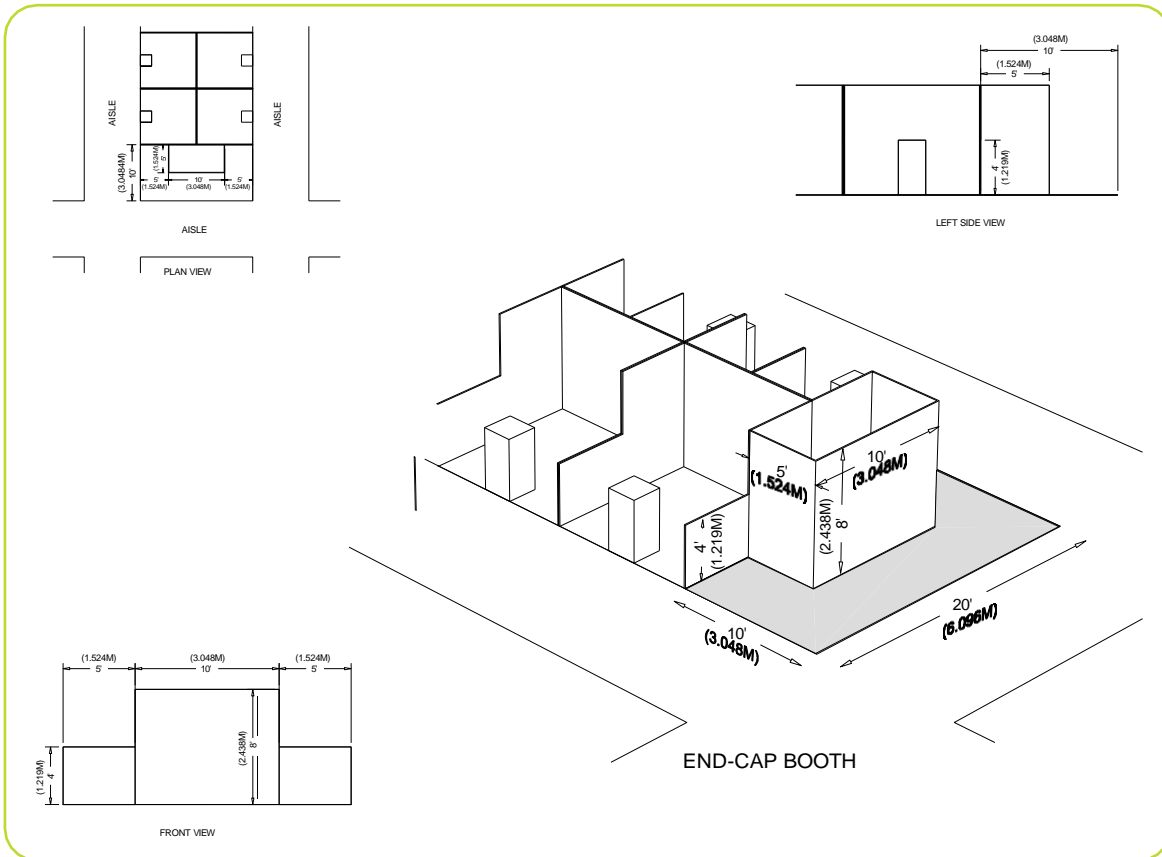 AISLE
AISLE
(3.0484M)
10'
(1.524M)
5'
5'
(1.524M)
10'
(3.048M)
5'
(1.524M)
AISLE
PLAN VIEW
(3.048M)
10'
(1.524M)
5'
4'
(1.219M)
LEFT SIDE VIEW
5'
(1.524M)
10'
(3.048M)
(2.438M)
8'
4'
(1.219M)
10'
(3.048M)
20'
(6.096M)
END-CAP BOOTH
(1.524M)
5'
(3.048M)
10'
(1.524M)
5'
(1.219M)
4'
(2.438M)
8'
FRONT VIEW